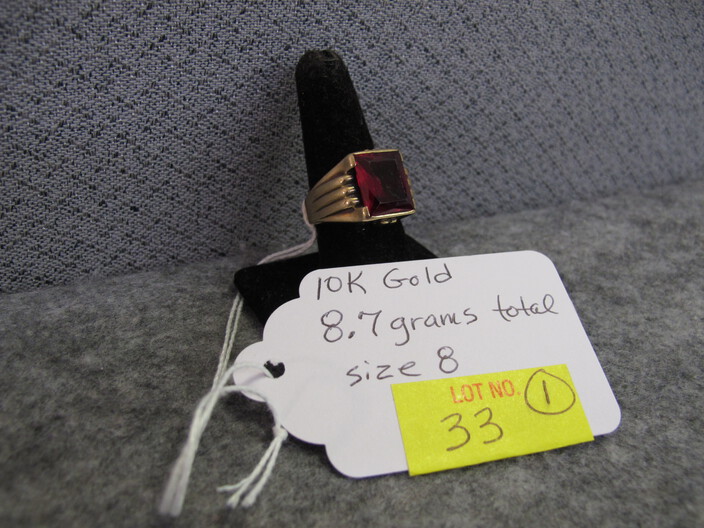 10K Gold
8.7 grams total
size 8
LOT NO. 1
33